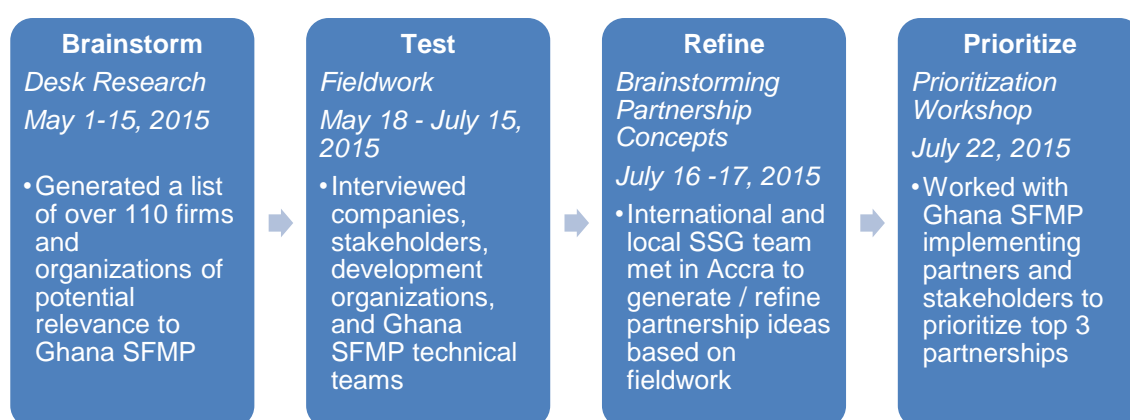 Brainstorm
Desk Research
May 1-15, 2015
•Generated a list
of over 110 firms
and
organizations of
potential
relevance to
Ghana SFMP
Test
Fieldwork
May 18 - July 15,
2015
•Interviewed
companies,
stakeholders,
development
organizations,
and Ghana
SFMP technical
teams
Refine
Brainstorming
Partnership
Concepts
July 16 -17, 2015
•International and
local SSG team
met in Accra to
generate / refine
partnership ideas
based on
fieldwork
Prioritize
Prioritization
Workshop
July 22, 2015
•Worked with
Ghana SFMP
implementing
partners and
stakeholders to
prioritize top 3
partnerships